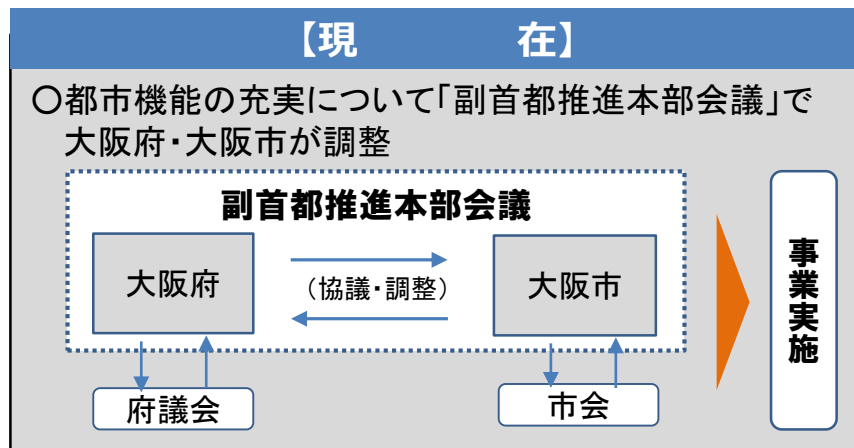 【現　　　在】
○都市機能の充実について「副首都推進本部会議」で
大阪府・大阪市が調整
副首都推進本部会議
大阪府
（協議・調整）
大阪市
事業実施
府議会
市会